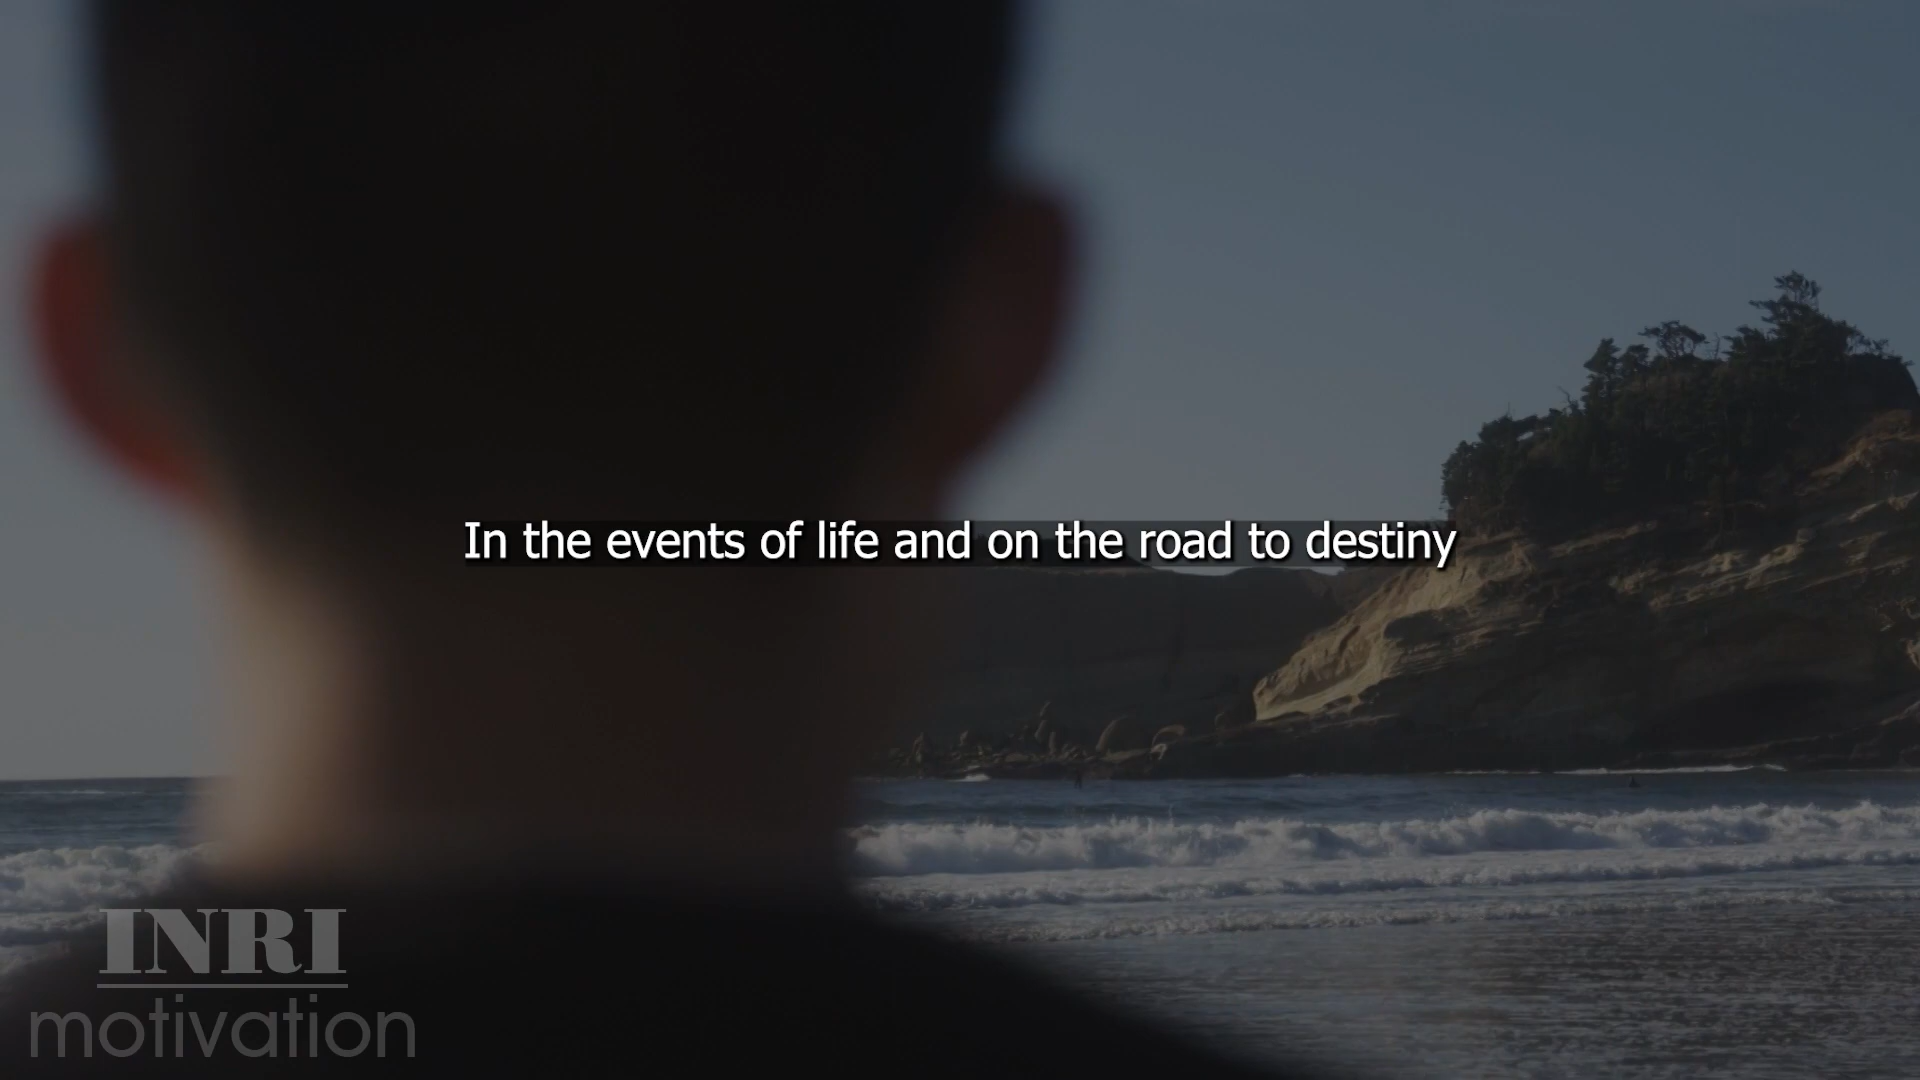 In the events of life and on the road to destiny
INRI
motivation